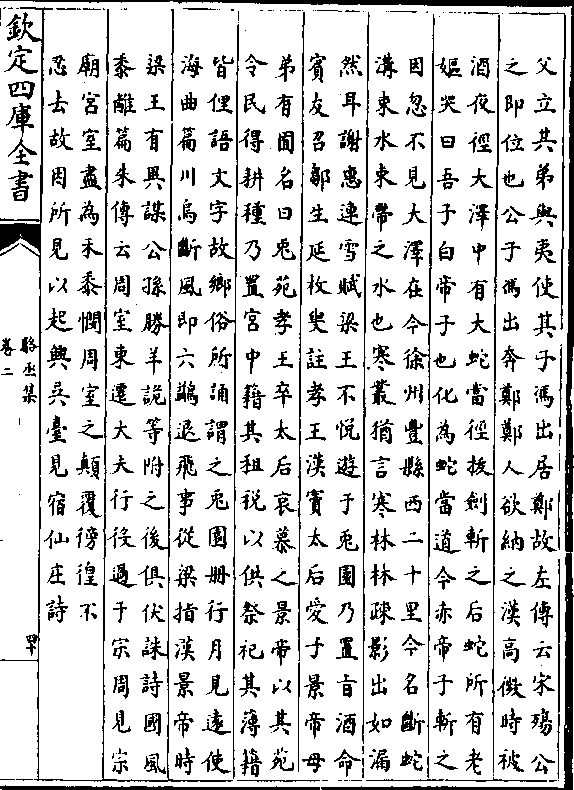 父立其弟與夷使其子馮出居鄭故左傳云宋殤公
之即位也公子馮出奔鄭鄭人欲納之漢高微時被
酒夜徑大澤中有大蛇當徑拔劍斬之后蛇所有老
嫗哭曰吾子白帝子也化為蛇當道今赤帝子斬之
因忽不見大澤在今徐州豐縣西二十里今名斷蛇
溝東水東帶之水也寒叢猶言寒林林疎影出如漏
然耳謝惠連雪賦梁王不悅遊于兎園乃置旨酒命
賓友召鄒生延枚叟註孝王漢竇太后愛子景帝母
弟有囿名曰兎苑孝王卒太后哀慕之景帝以其苑
令民得耕種乃置宮中籍其租稅以供祭祀其簿籍
皆俚語文字故鄉俗所誦謂之兎園册行月見遠使
海曲篇川烏斷風即六鷁退飛事從梁指漢景帝時
梁王有異謀公孫勝羊詭等附之後俱伏誅詩國風
黍離篇朱傳云周室東遷大夫行役過于宗周見宗
廟宮室盡為禾黍憫周室之顛覆徬徨不
忍去故因所見以起興吳臺見宿仙庄詩
欽定四庫全書
駱丞集
卷二